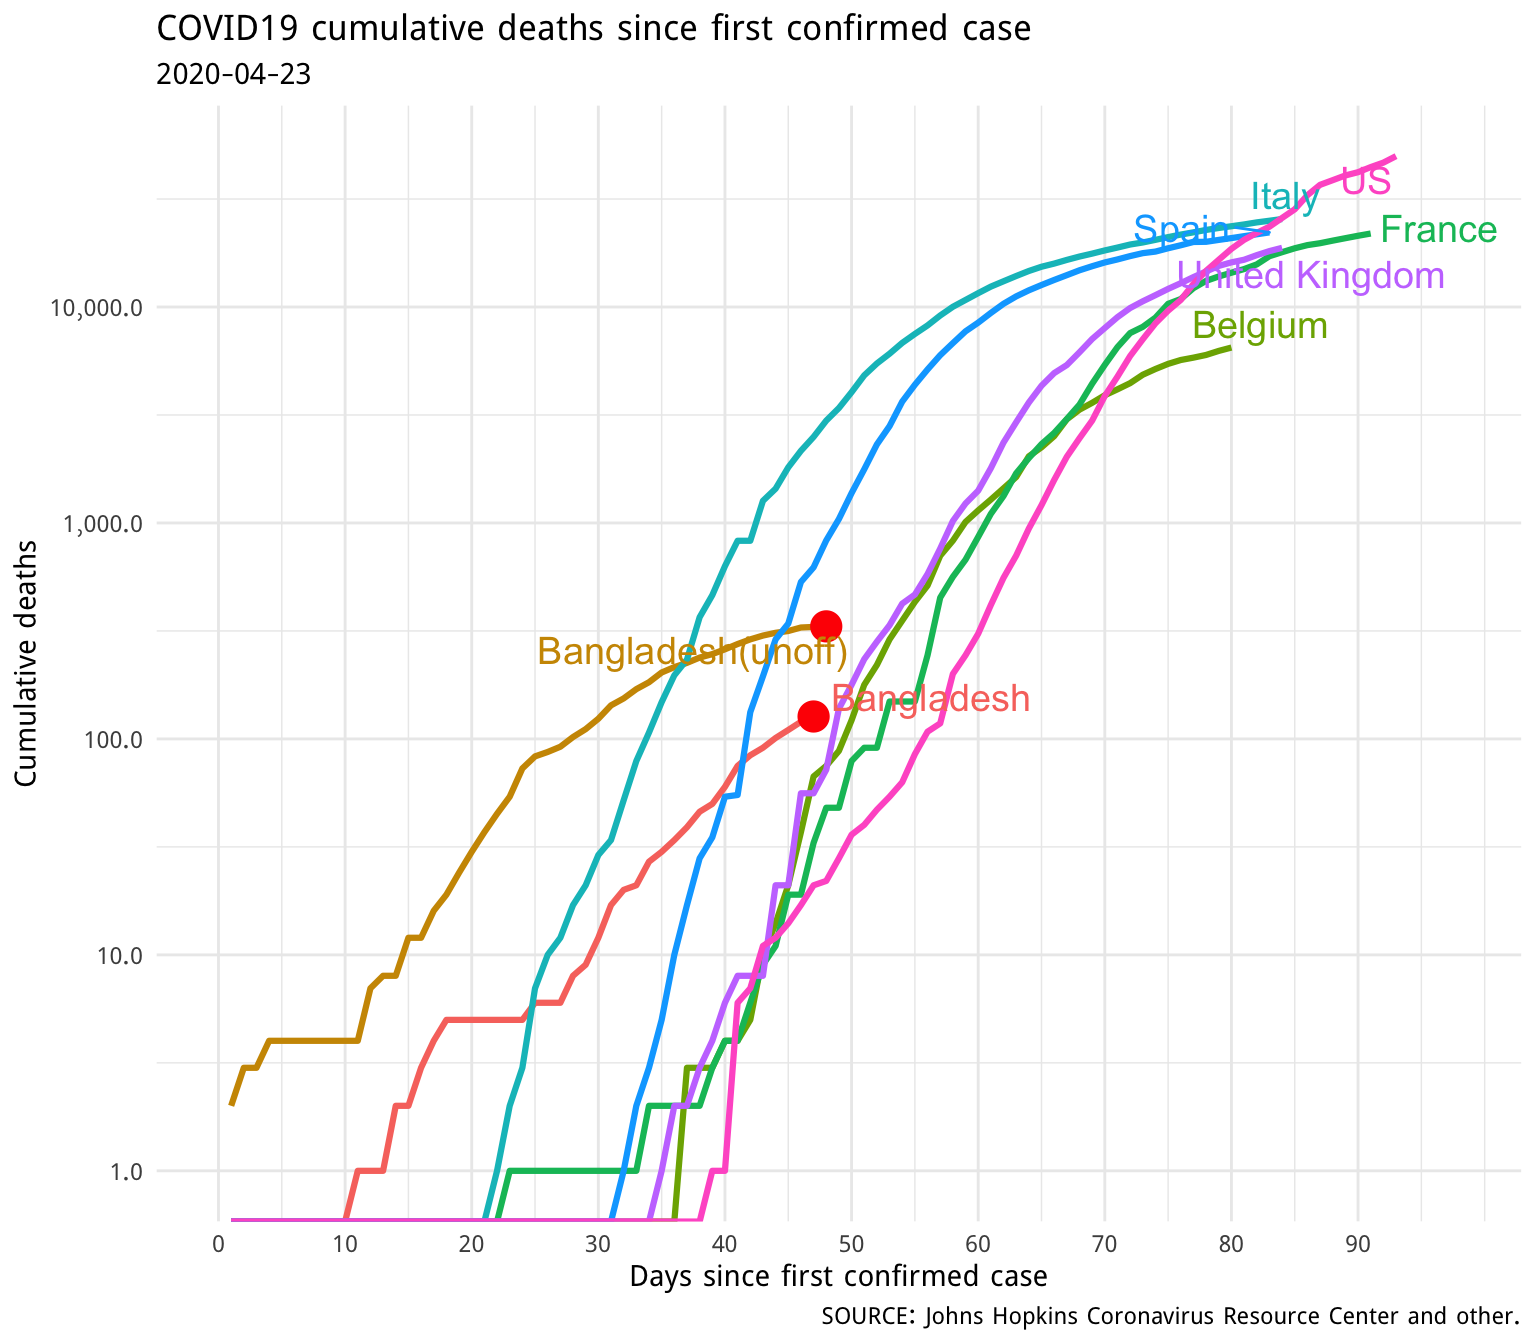 COVID19 cumulative deaths since first confirmed case
2020-04-23
US
Italy
Spain
France
United Kingdom
10,000.0
Belgium
1,000.0
Bangladesh(unoff)
Bangladesh
100.0
10.0
1.0
Cumulative deaths
0 10 20 30 40 50 60 70 80 90
Days since first confirmed case
SOURCE: Johns Hopkins Coronavirus Resource Center and other.